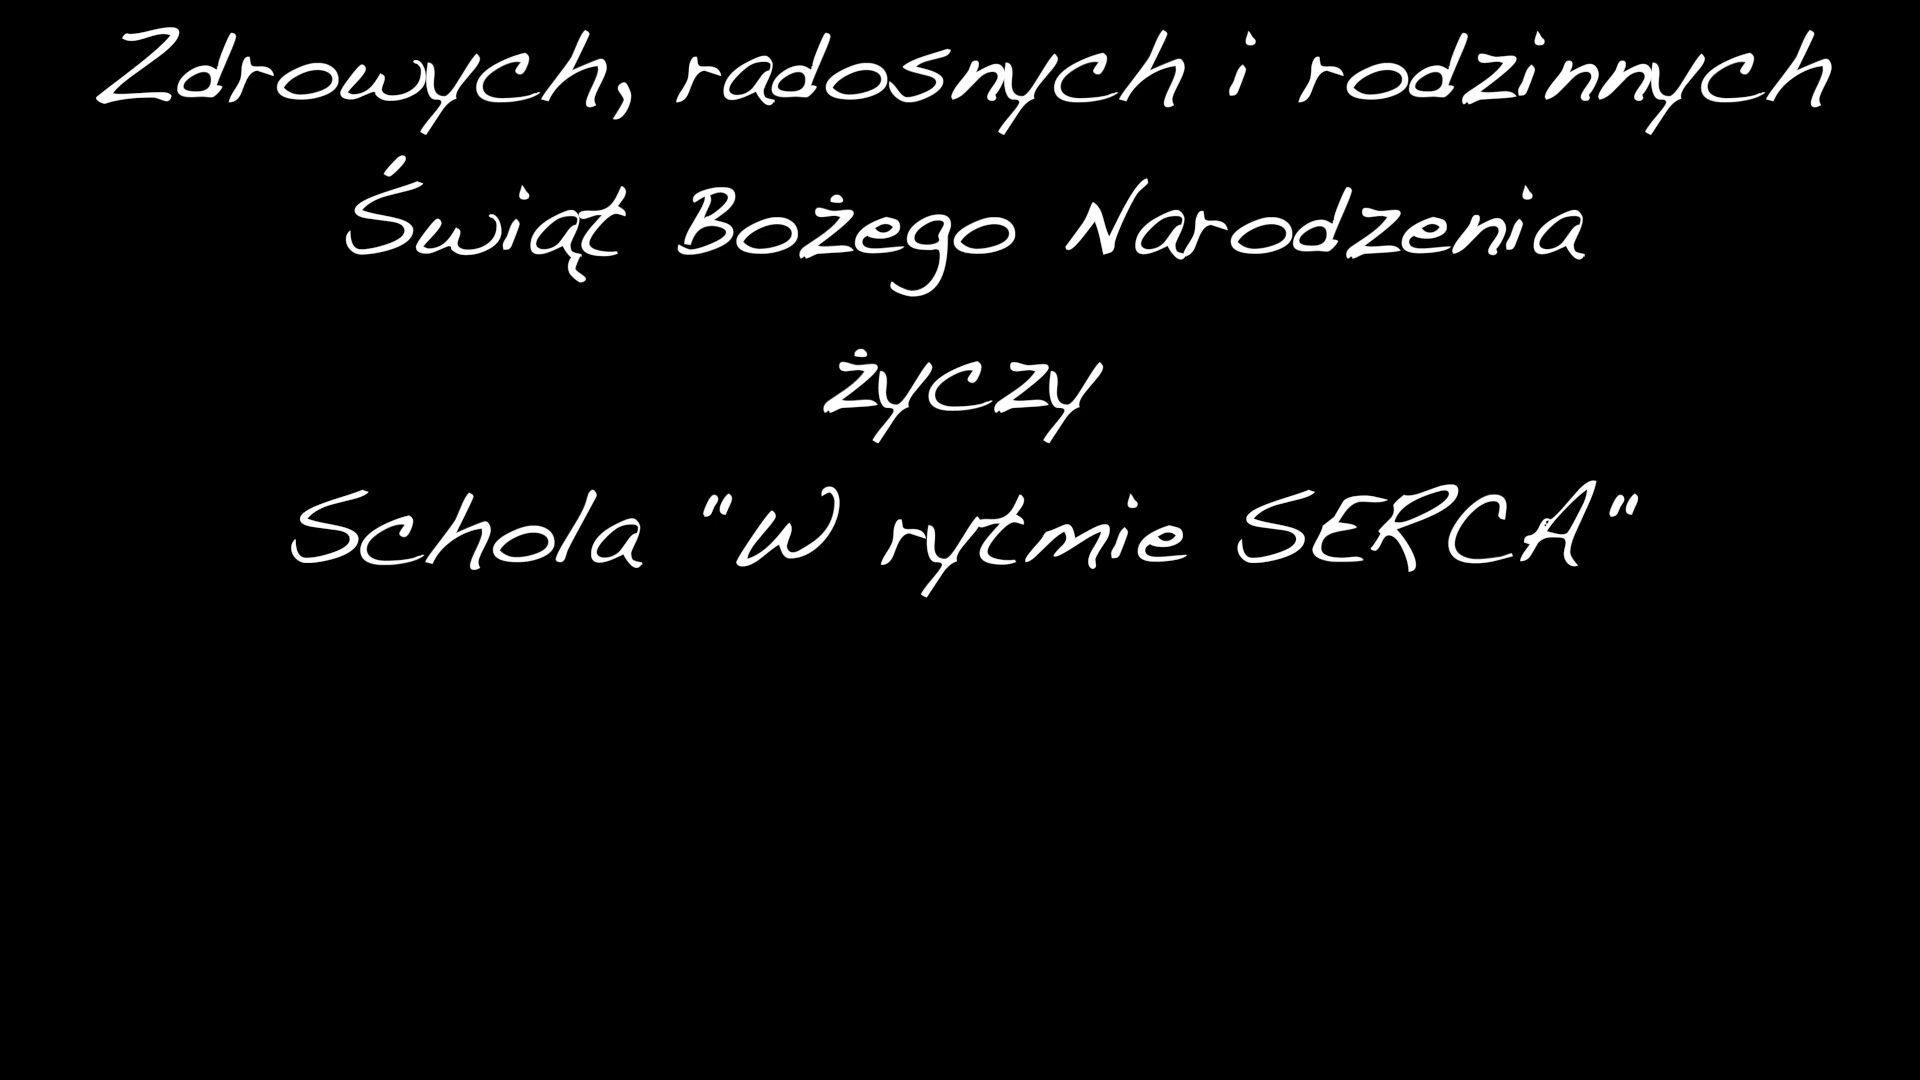 Zdrowych, radosnych i rodzinnych
Świąt Bożego Narodzenia
życzy
Schola "W rytmie SERCA"